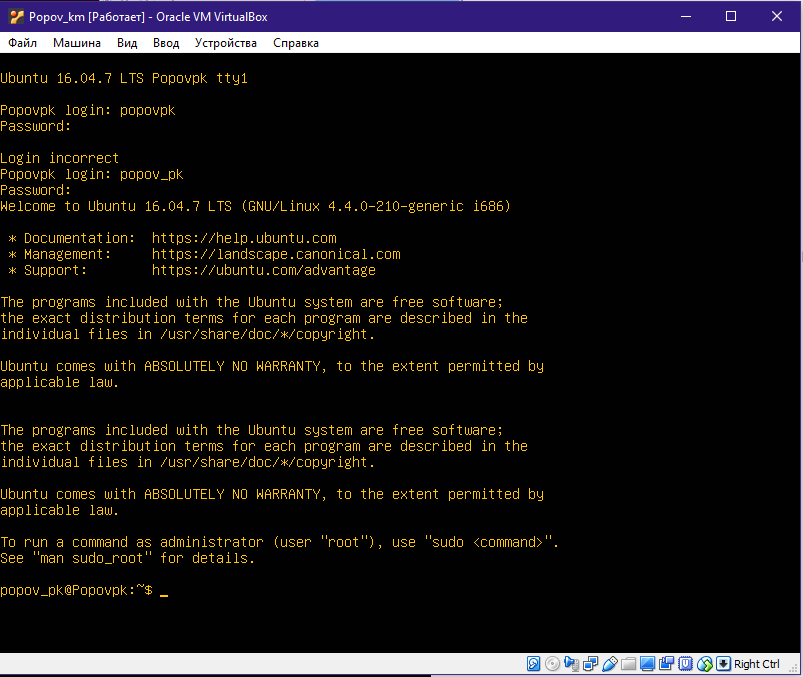 Popov_km [Работает] - Oracle VM VirtualBox
Файл Машина Вид Ввод Устройства Справка
Ubuntu 16.04.7 LTS Popovpk tty1
Popovpk login: popovpk
Password:
Login incorrect
Popovpk login: popov_pk
Password:
Welcome to Ubuntu 16.04.7 LTS (GNU/Linux 4.4.0-210-generic i686)
* Documentation: https://help.ubuntu.com
* Management: https://landscape.canonical.com
* Support: https://ubuntu.com/advantage
The programs included with the Ubuntu system are free software;
the exact distribution terms for each program are described in the
individual files in /usr/share/doc/*/copyright.
Ubuntu comes with ABSOLUTELY NO WARRANTY, to the extent permitted by
applicable law.
The programs included with the Ubuntu system are free software;
the exact distribution terms for each program are described in the
individual files in /usr/share/doc/*/copyright.
Ubuntu comes with ABSOLUTELY NO WARRANTY, to the extent permitted by
applicable law.
To run a command as administrator (user "root"), use "sudo <command>".
See "man sudo_root" for details.
popov_pk@Popovpk:~$ _
Right Ctrl